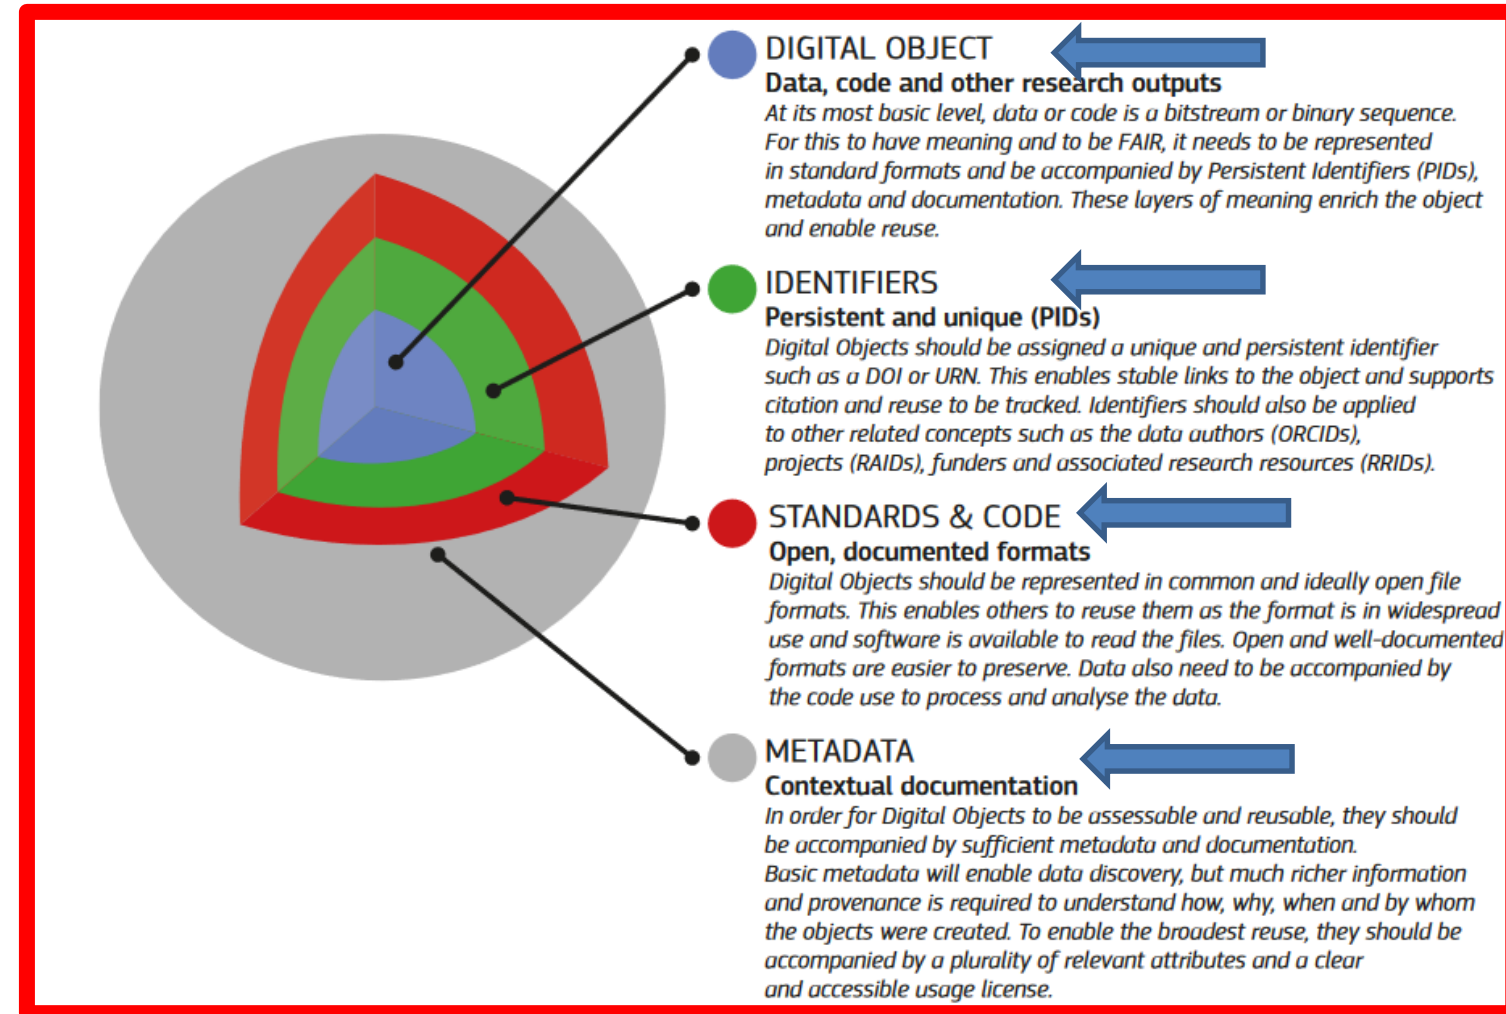 DIGITAL OBJECT
Data, code and other research outputs
At its most basic level, data or code is a bitstream or binary sequence.
For this to have meaning and to be FAIR, it needs to be represented
in standard formats and be accompanied by Persistent Identifiers (PIDs),
metadata and documentation. These layers of meaning enrich the object
and enable reuse.
IDENTIFIERS
Persistent and unique (PIDs)
Digital Objects should be assigned a unique and persistent identifier
such as a DOI or URN. This enables stable links to the object and supports
citation and reuse to be tracked. Identifiers should also be applied
to other related concepts such as the data authors (ORCIDs),
projects (RAIDs), funders and associated research resources (RRIDs).
STANDARDS & CODE
Open, documented formats
Digital Objects should be represented in common and ideally open file
formats. This enables others to reuse them as the format is in widespread
use and software is available to read the files. Open and well-documented
formats are easier to preserve. Data also need to be accompanied by
the code use to process and analyse the data.
METADATA
Contextual documentation
In order for Digital Objects to be assessable and reusable, they should
be accompanied by sufficient metadata and documentation.
Basic metadata will enable data discovery, but much richer information
and provenance is required to understand how, why, when and by whom
the objects were created. To enable the broadest reuse, they should be
accompanied by a plurality of relevant attributes and a clear
and accessible usage license.